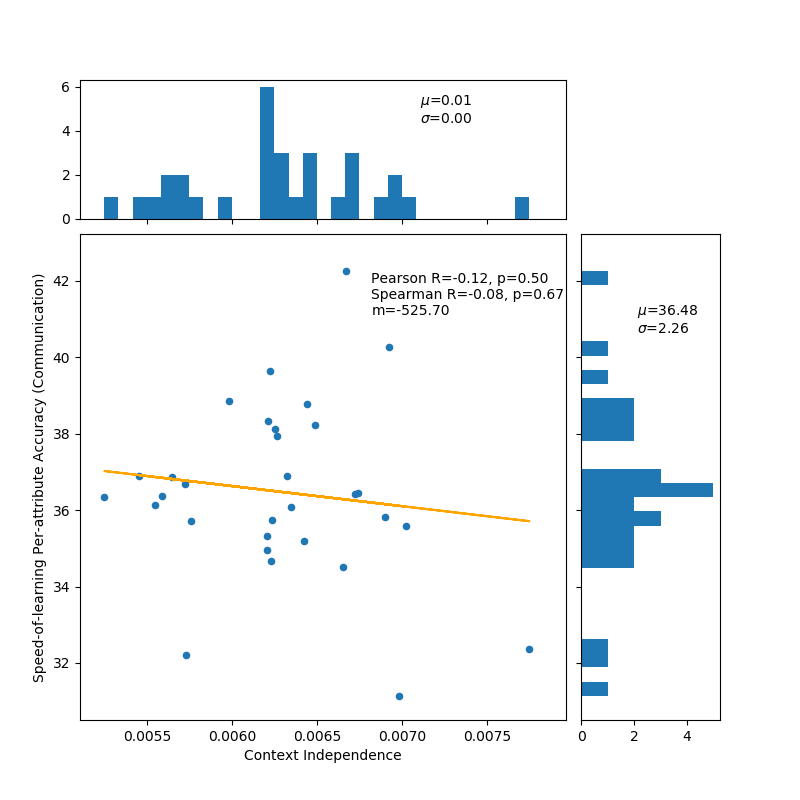 6
4
2
0
μ=0.01
σ=0.00
Speed-of-learning Per-attribute Accuracy (Communication)
42
40
38
36
34
32
Pearson R=-0.12, p=0.50
Spearman R=-0.08, p=0.67
m=-525.70
μ=36.48
σ=2.26
0.0055 0.0060 0.0065 0.0070 0.0075
0 2 4
Context Independence